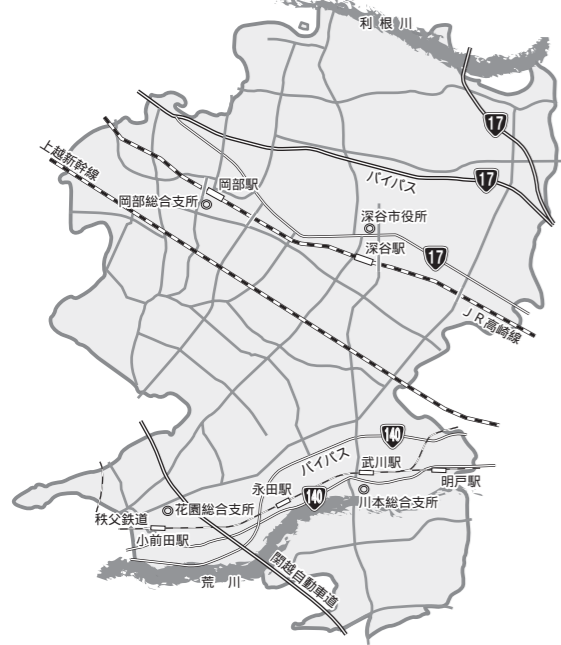 利根川
17
上越新幹線
バイパス
17
岡部駅
岡部総合支所
深谷市役所
深谷駅
17
JR高崎線
140
バイパス
武川駅
永田駅
明戸駅
140
川本総合支所
花園総合支所
秩父鉄道
小前田駅
関越自動車道
荒川